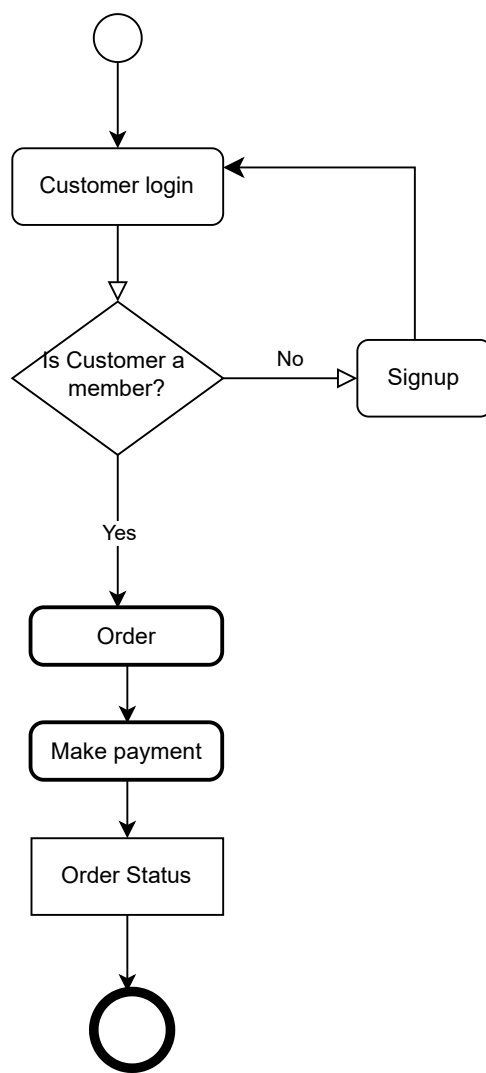 Customer login
Is Customer a
member?
No
Signup
Yes
Order
Make payment
Order Status